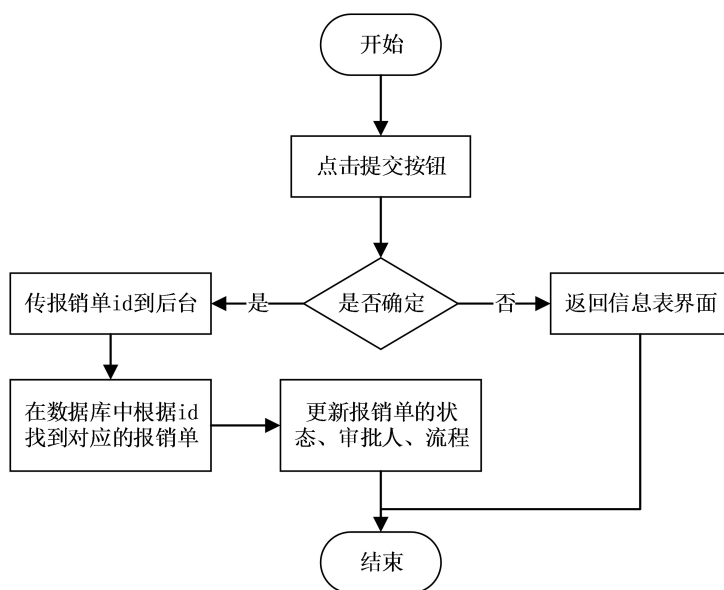 开始
点击提交按钮
传报销单id到后台
是
是否确定
否
返回信息表界面
在数据库中根据id
找到对应的报销单
更新报销单的状
态、审批人、流程
结束